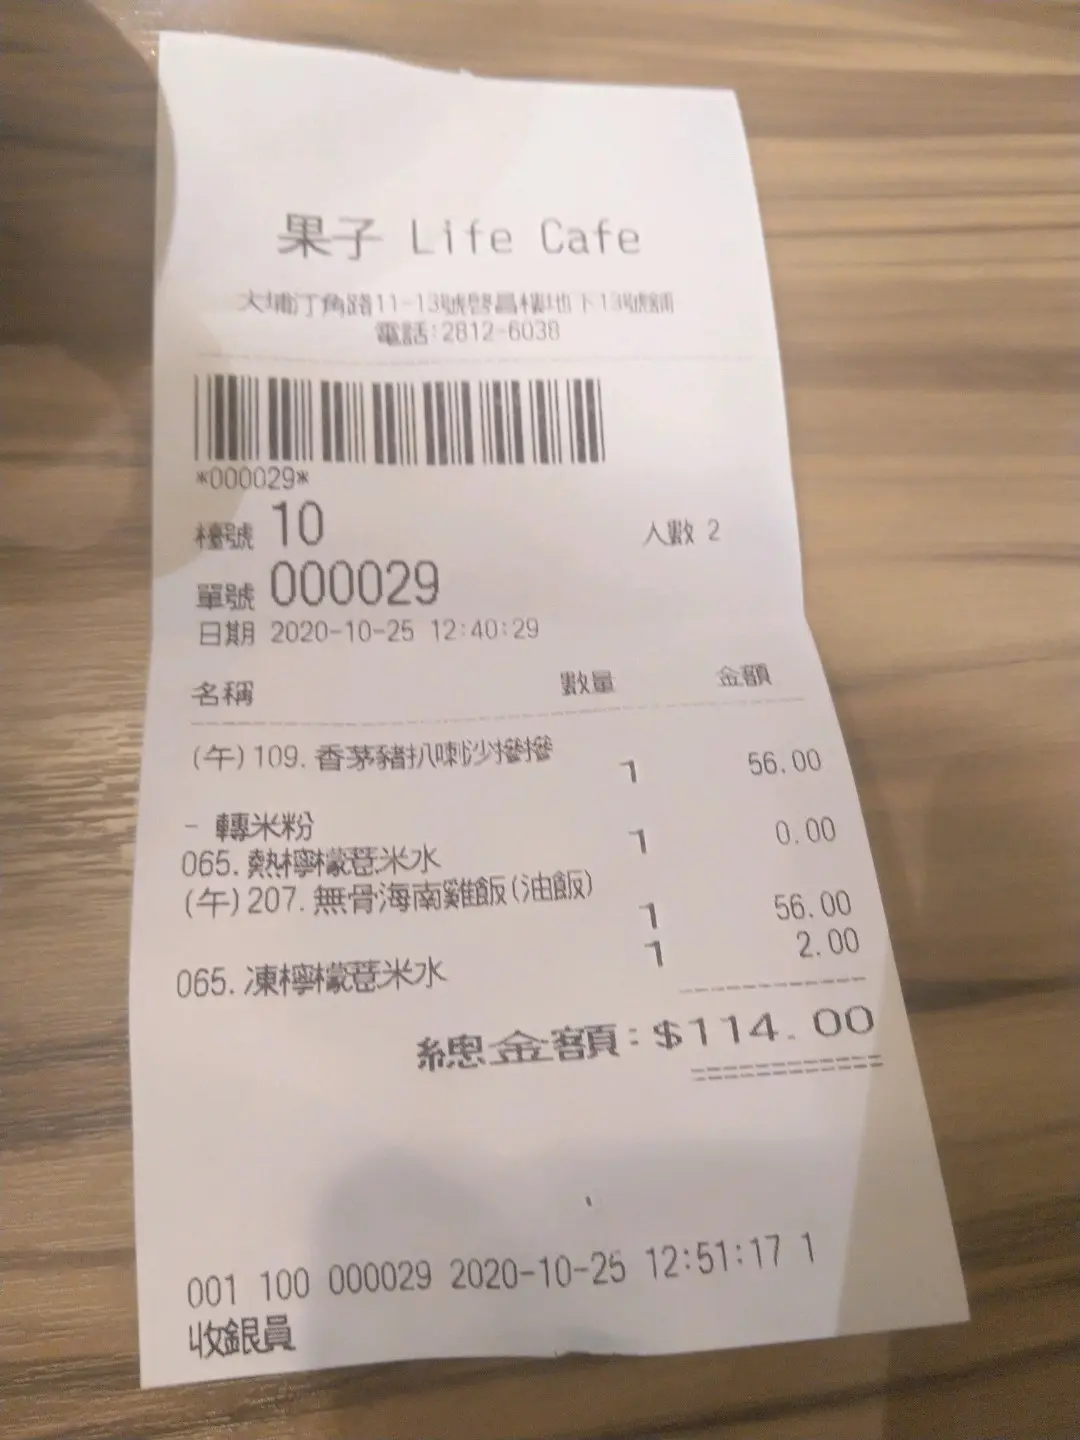 果子 Life Cafe
大埔汀角路11-13號啓昌樓地下13號舖
電話:2812-6038
*000029*
檯號 10 人數 2
單號 000029
日期 2020-10-25 12:40:29
名稱 數量 金額
(午)109.香茅豬扒喇沙摻摻 1 56.00
- 轉米粉
065.熱檸檬薏米水 1 0.00
(午)207.無骨海南雞飯(油飯) 1 56.00
065.凍檸檬薏米水 1 2.00
總金額:$114.00
001 100 000029 2020-10-25 12:51:17 1
收銀員